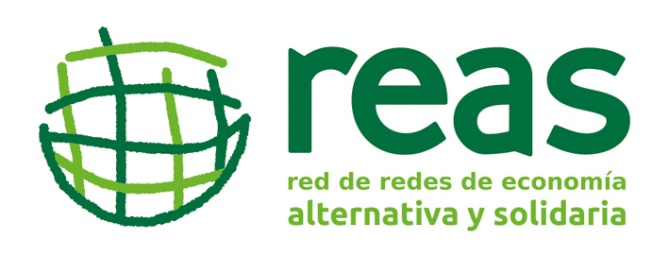 reas
red de redes de economía
alternativa y solidaria